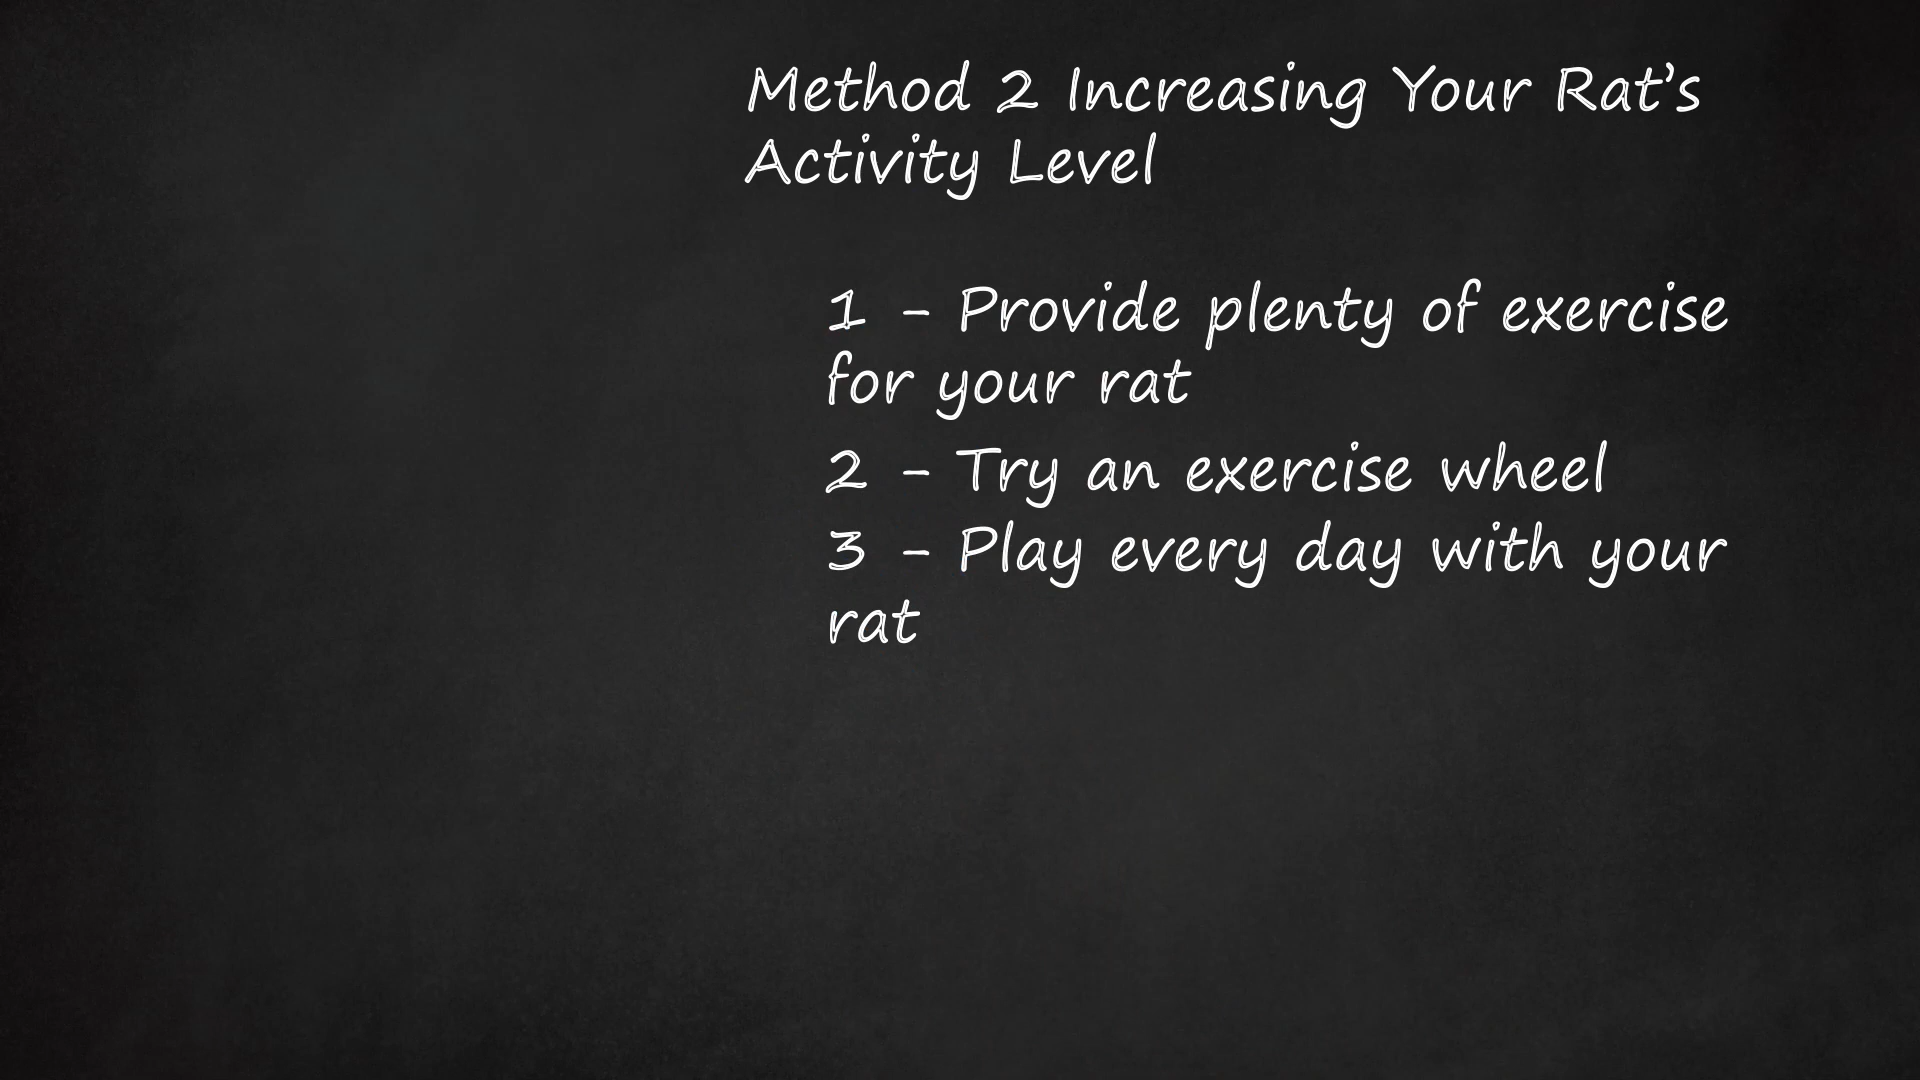 Method 2 Increasing Your Rat’s
Activity Level
1 - Provide plenty of exercise
for your rat
2 - Try an exercise wheel
3 - Play every day with your
rat